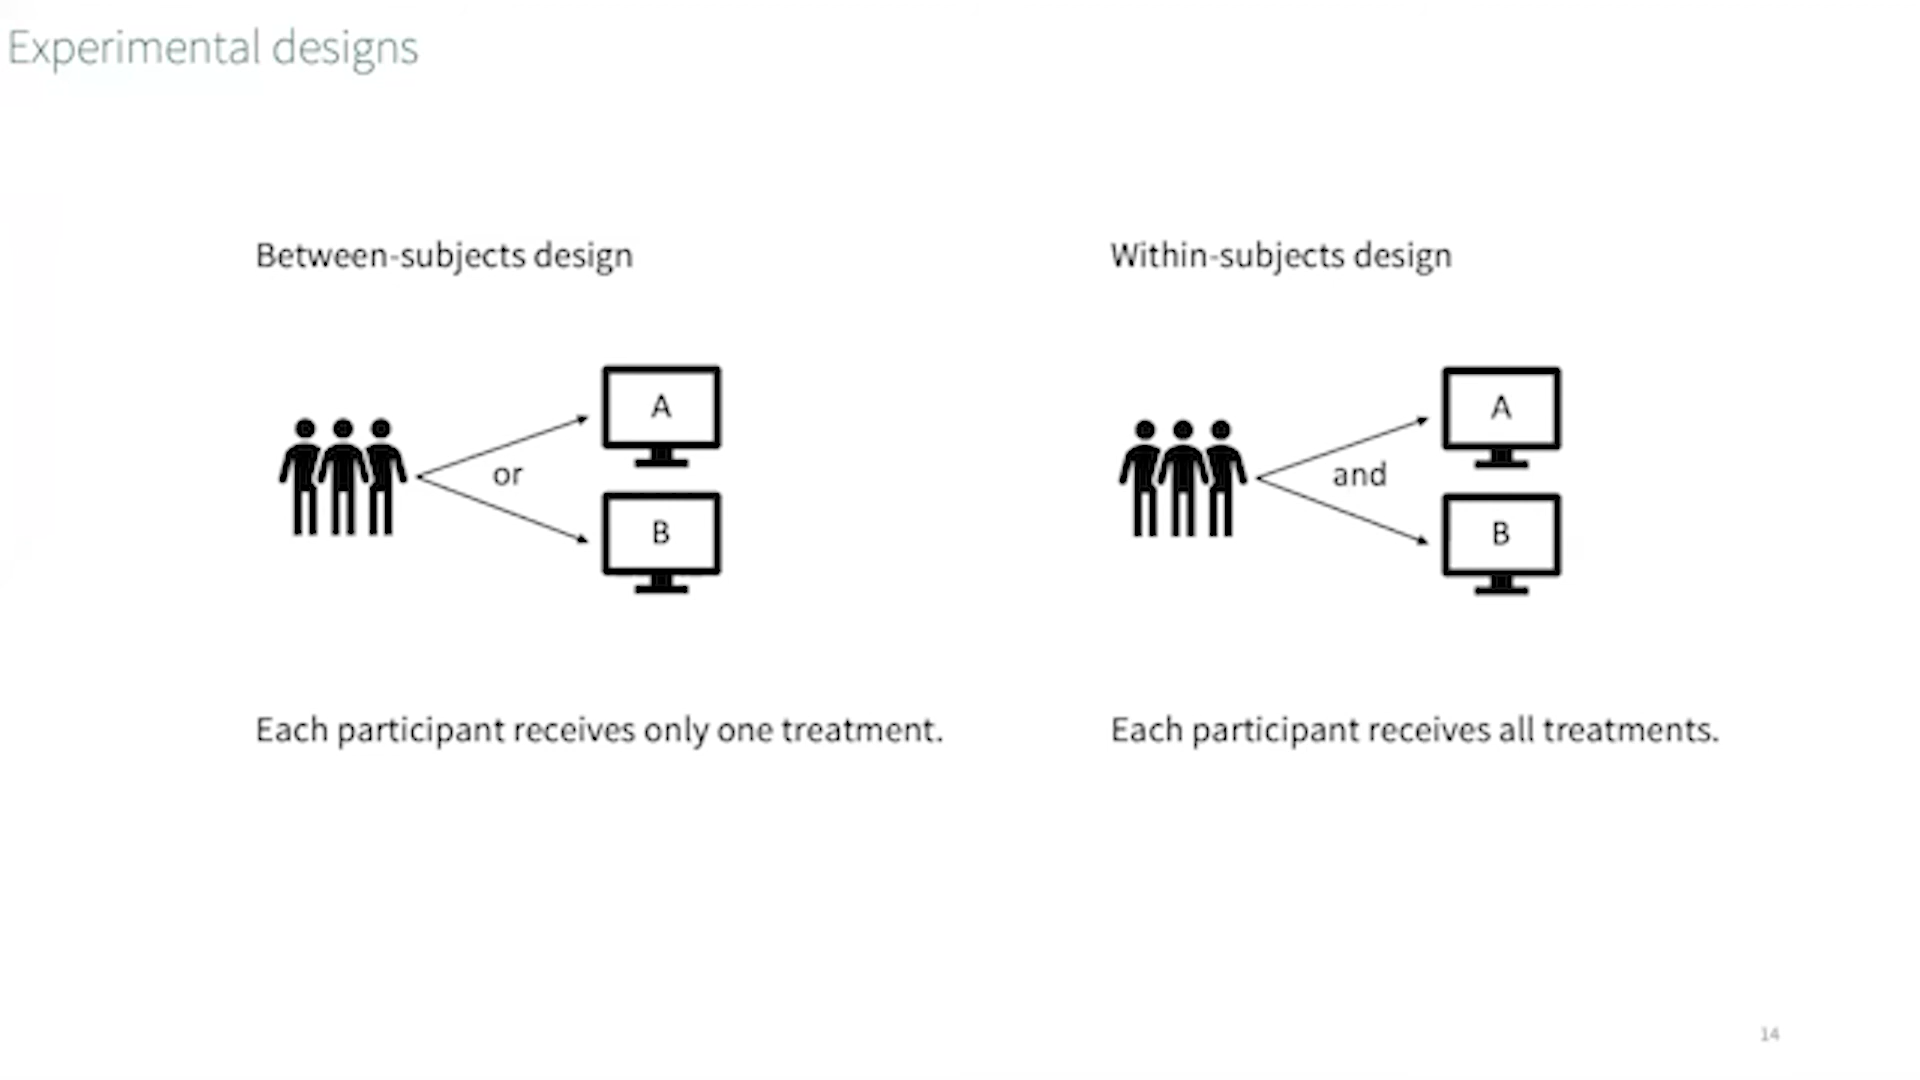 Experimental designs
Between-subjects design
A
or
B
Each participant receives only one treatment.
Within-subjects design
A
and
B
Each participant receives all treatments.
14